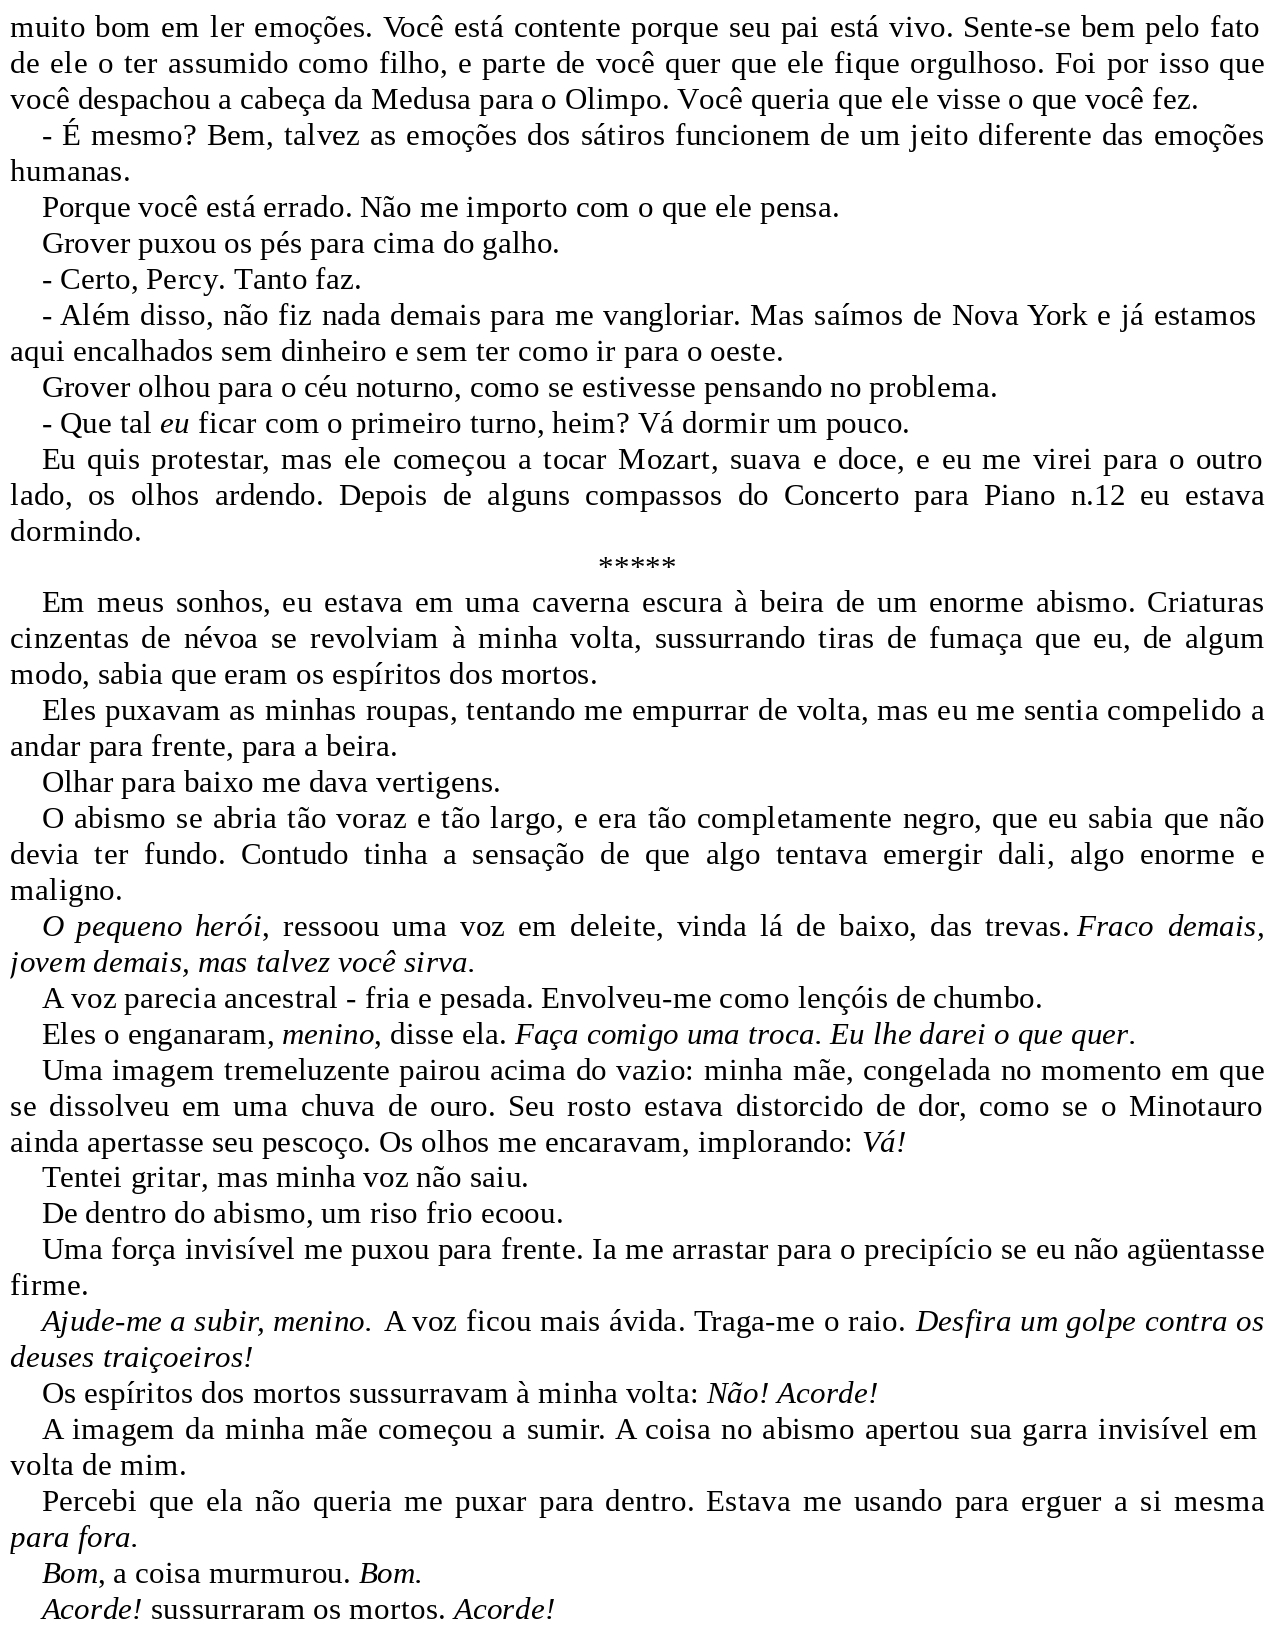 muito bom em ler emoções. Você está contente porque seu pai está vivo. Sente-se bem pelo fato
de ele o ter assumido como filho, e parte de você quer que ele fique orgulhoso. Foi por isso que
você despachou a cabeça da Medusa para o Olimpo. Você queria que ele visse o que você fez.
- É mesmo? Bem, talvez as emoções dos sátiros funcionem de um jeito diferente das emoções
humanas.
Porque você está errado. Não me importo com o que ele pensa.
Grover puxou os pés para cima do galho.
- Certo, Percy. Tanto faz.
- Além disso, não fiz nada demais para me vangloriar. Mas saímos de Nova York e já estamos
aqui encalhados sem dinheiro e sem ter como ir para o oeste.
Grover olhou para o céu noturno, como se estivesse pensando no problema.
- Que tal eu ficar com o primeiro turno, heim? Vá dormir um pouco.
Eu quis protestar, mas ele começou a tocar Mozart, suava e doce, e eu me virei para o outro
lado, os olhos ardendo. Depois de alguns compassos do Concerto para Piano n.12 eu estava
dormindo.
*****
Em meus sonhos, eu estava em uma caverna escura à beira de um enorme abismo. Criaturas
cinzentas de névoa se revolviam à minha volta, sussurrando tiras de fumaça que eu, de algum
modo, sabia que eram os espíritos dos mortos.
Eles puxavam as minhas roupas, tentando me empurrar de volta, mas eu me sentia compelido a
andar para frente, para a beira.
Olhar para baixo me dava vertigens.
O abismo se abria tão voraz e tão largo, e era tão completamente negro, que eu sabia que não
devia ter fundo. Contudo tinha a sensação de que algo tentava emergir dali, algo enorme e
maligno.
O pequeno herói, ressoou uma voz em deleite, vinda lá de baixo, das trevas. Fraco demais,
jovem demais, mas talvez você sirva.
A voz parecia ancestral - fria e pesada. Envolveu-me como lençóis de chumbo.
Eles o enganaram, menino, disse ela. Faça comigo uma troca. Eu lhe darei o que quer.
Uma imagem tremeluzente pairou acima do vazio: minha mãe, congelada no momento em que
se dissolveu em uma chuva de ouro. Seu rosto estava distorcido de dor, como se o Minotauro
ainda apertasse seu pescoço. Os olhos me encaravam, implorando: Vá!
Tentei gritar, mas minha voz não saiu.
De dentro do abismo, um riso frio ecoou.
Uma força invisível me puxou para frente. Ia me arrastar para o precipício se eu não agüentasse
firme.
Ajude-me a subir, menino. A voz ficou mais ávida. Traga-me o raio. Desfira um golpe contra os
deuses traiçoeiros!
Os espíritos dos mortos sussurravam à minha volta: Não! Acorde!
A imagem da minha mãe começou a sumir. A coisa no abismo apertou sua garra invisível em
volta de mim.
Percebi que ela não queria me puxar para dentro. Estava me usando para erguer a si mesma
para fora.
Bom, a coisa murmurou. Bom.
Acorde! sussurraram os mortos. Acorde!